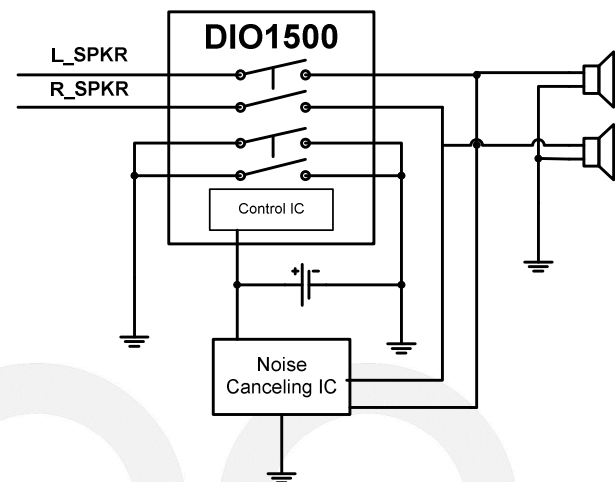 DIO1500
L_SPKR
R_SPKR
Control IC
+ -
Noise
Canceling IC